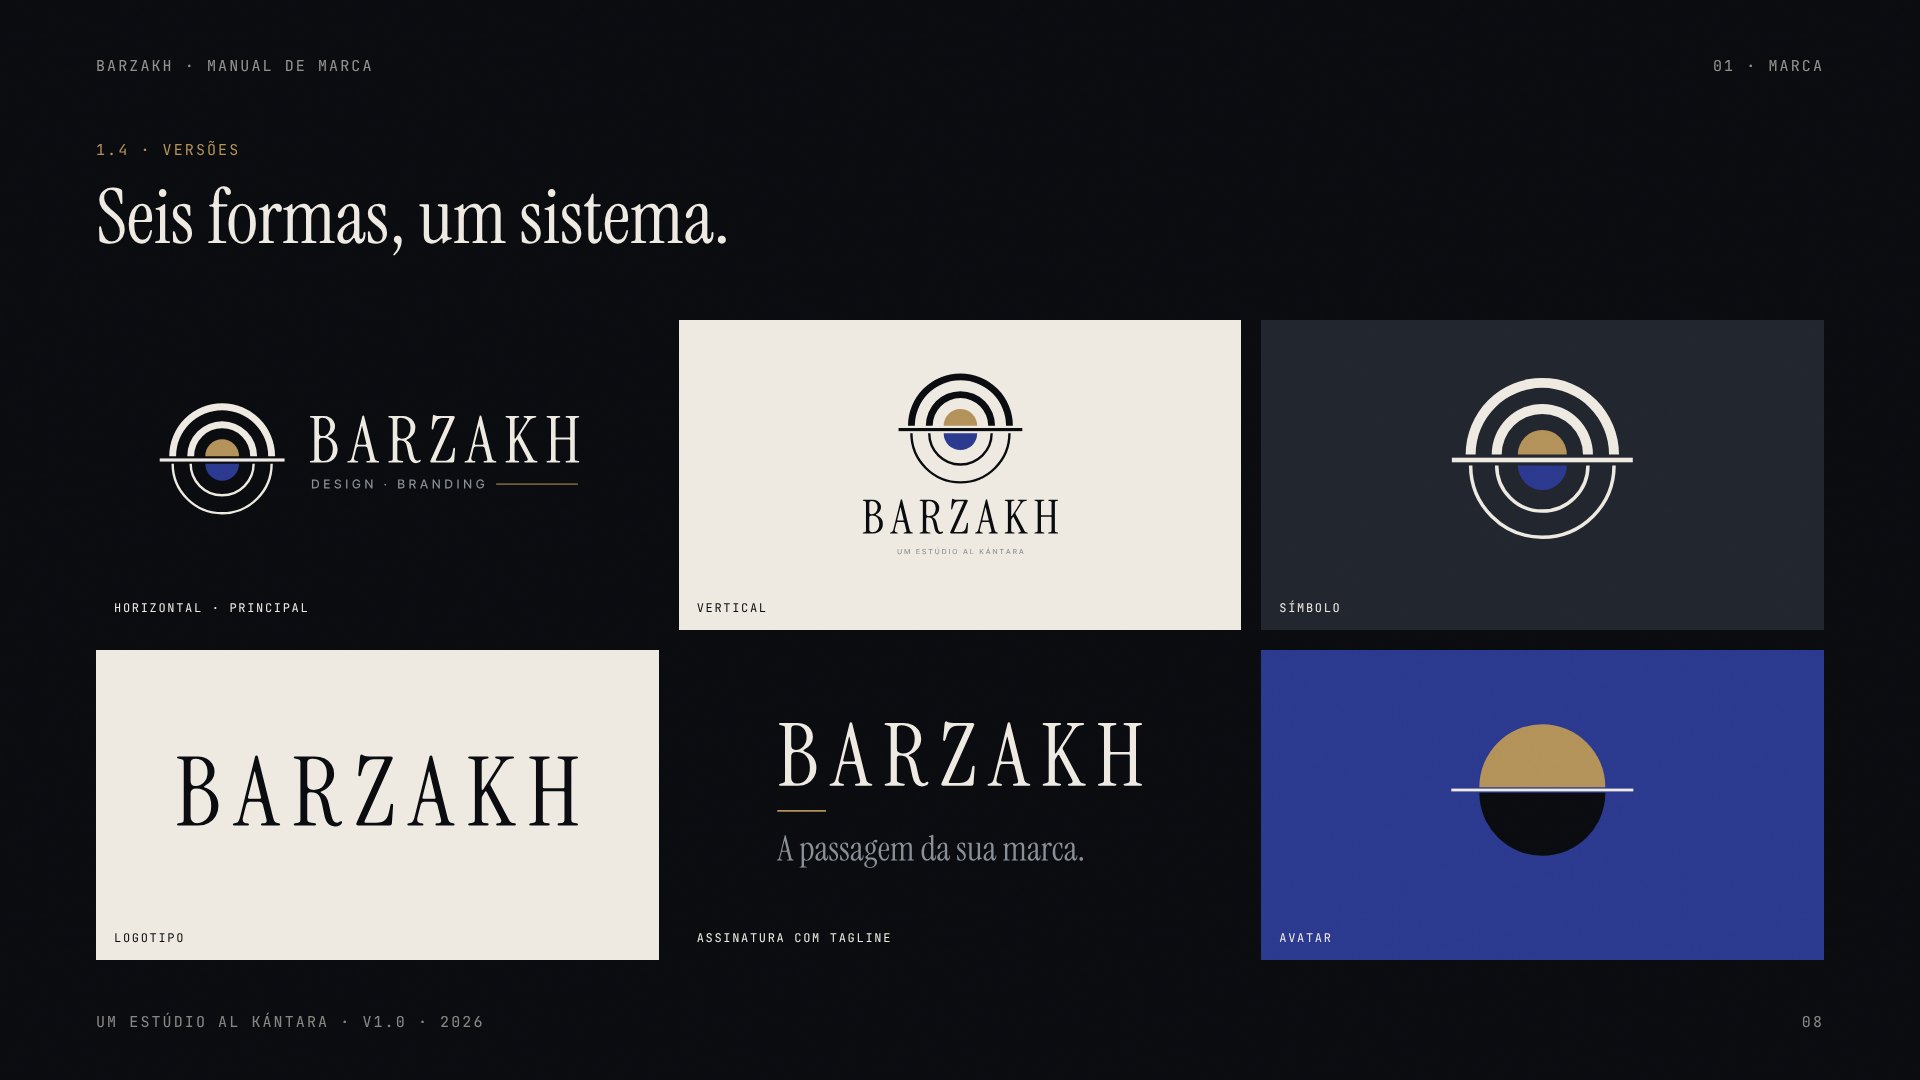 BARZAKH · MANUAL DE MARCA
01 · MARCA
1.4 · VERSÕES
Seis formas, um sistema.
BARZAKH
DESIGN · BRANDING
HORIZONTAL · PRINCIPAL
BARZAKH
UM ESTÚDIO AL KÁNTARA
VERTICAL
SÍMBOLO
BARZAKH
LOGOTIPO
BARZAKH
A passagem da sua marca.
ASSINATURA COM TAGLINE
AVATAR
UM ESTÚDIO AL KÁNTARA · V1.0 · 2026
08